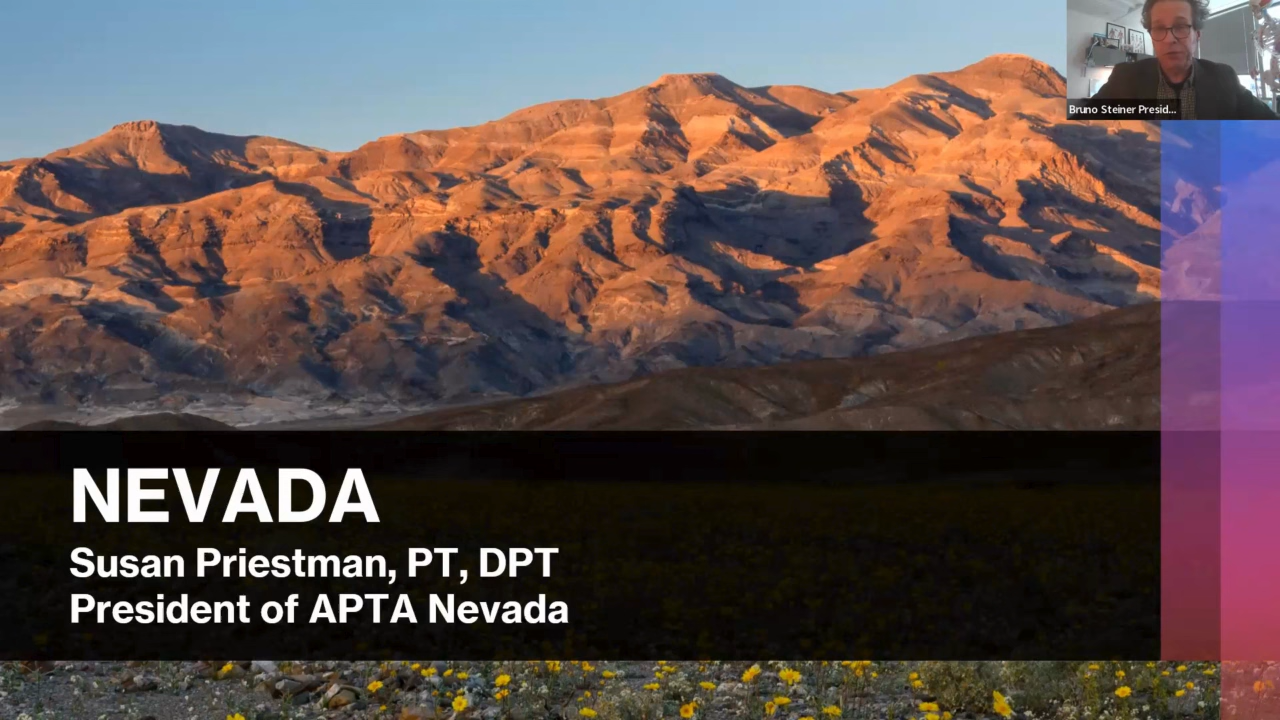 Bruno Steiner Presid...
NEVADA
Susan Priestman, PT, DPT
President of APTA Nevada